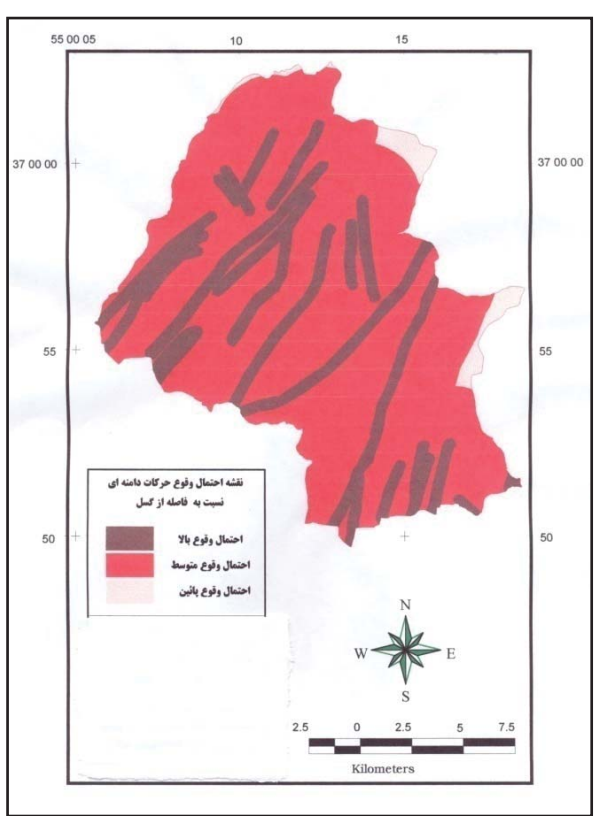 55 00 05
10
15
37 00 00
37 00 00
55
55
نقشه احتمال وقوع حرکات دامنه ای
نسبت به فاصله از گسل
احتمال وقوع بالا
احتمال وقوع متوسط
احتمال وقوع پائین
50
50
N
W
E
S
2.5 0 2.5 5 7.5
Kilometers